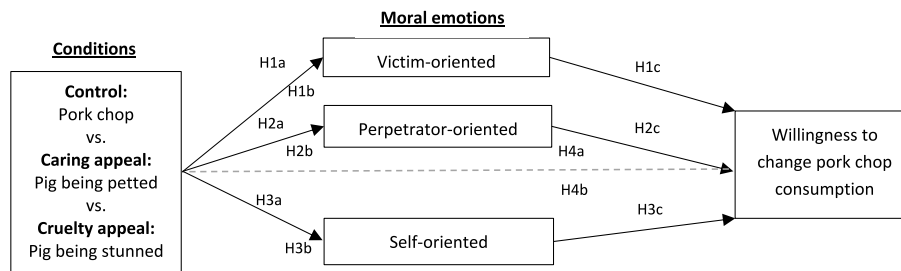 Moral emotions
Conditions
Control:
Pork chop
vs.
Caring appeal:
Pig being petted
vs.
Cruelty appeal:
Pig being stunned
H1a
H1b
H2a
H2b
H3a
H3b
Victim-oriented
Perpetrator-oriented
Self-oriented
H1c
H2c
H4a
H4b
H3c
Willingness to
change pork chop
consumption